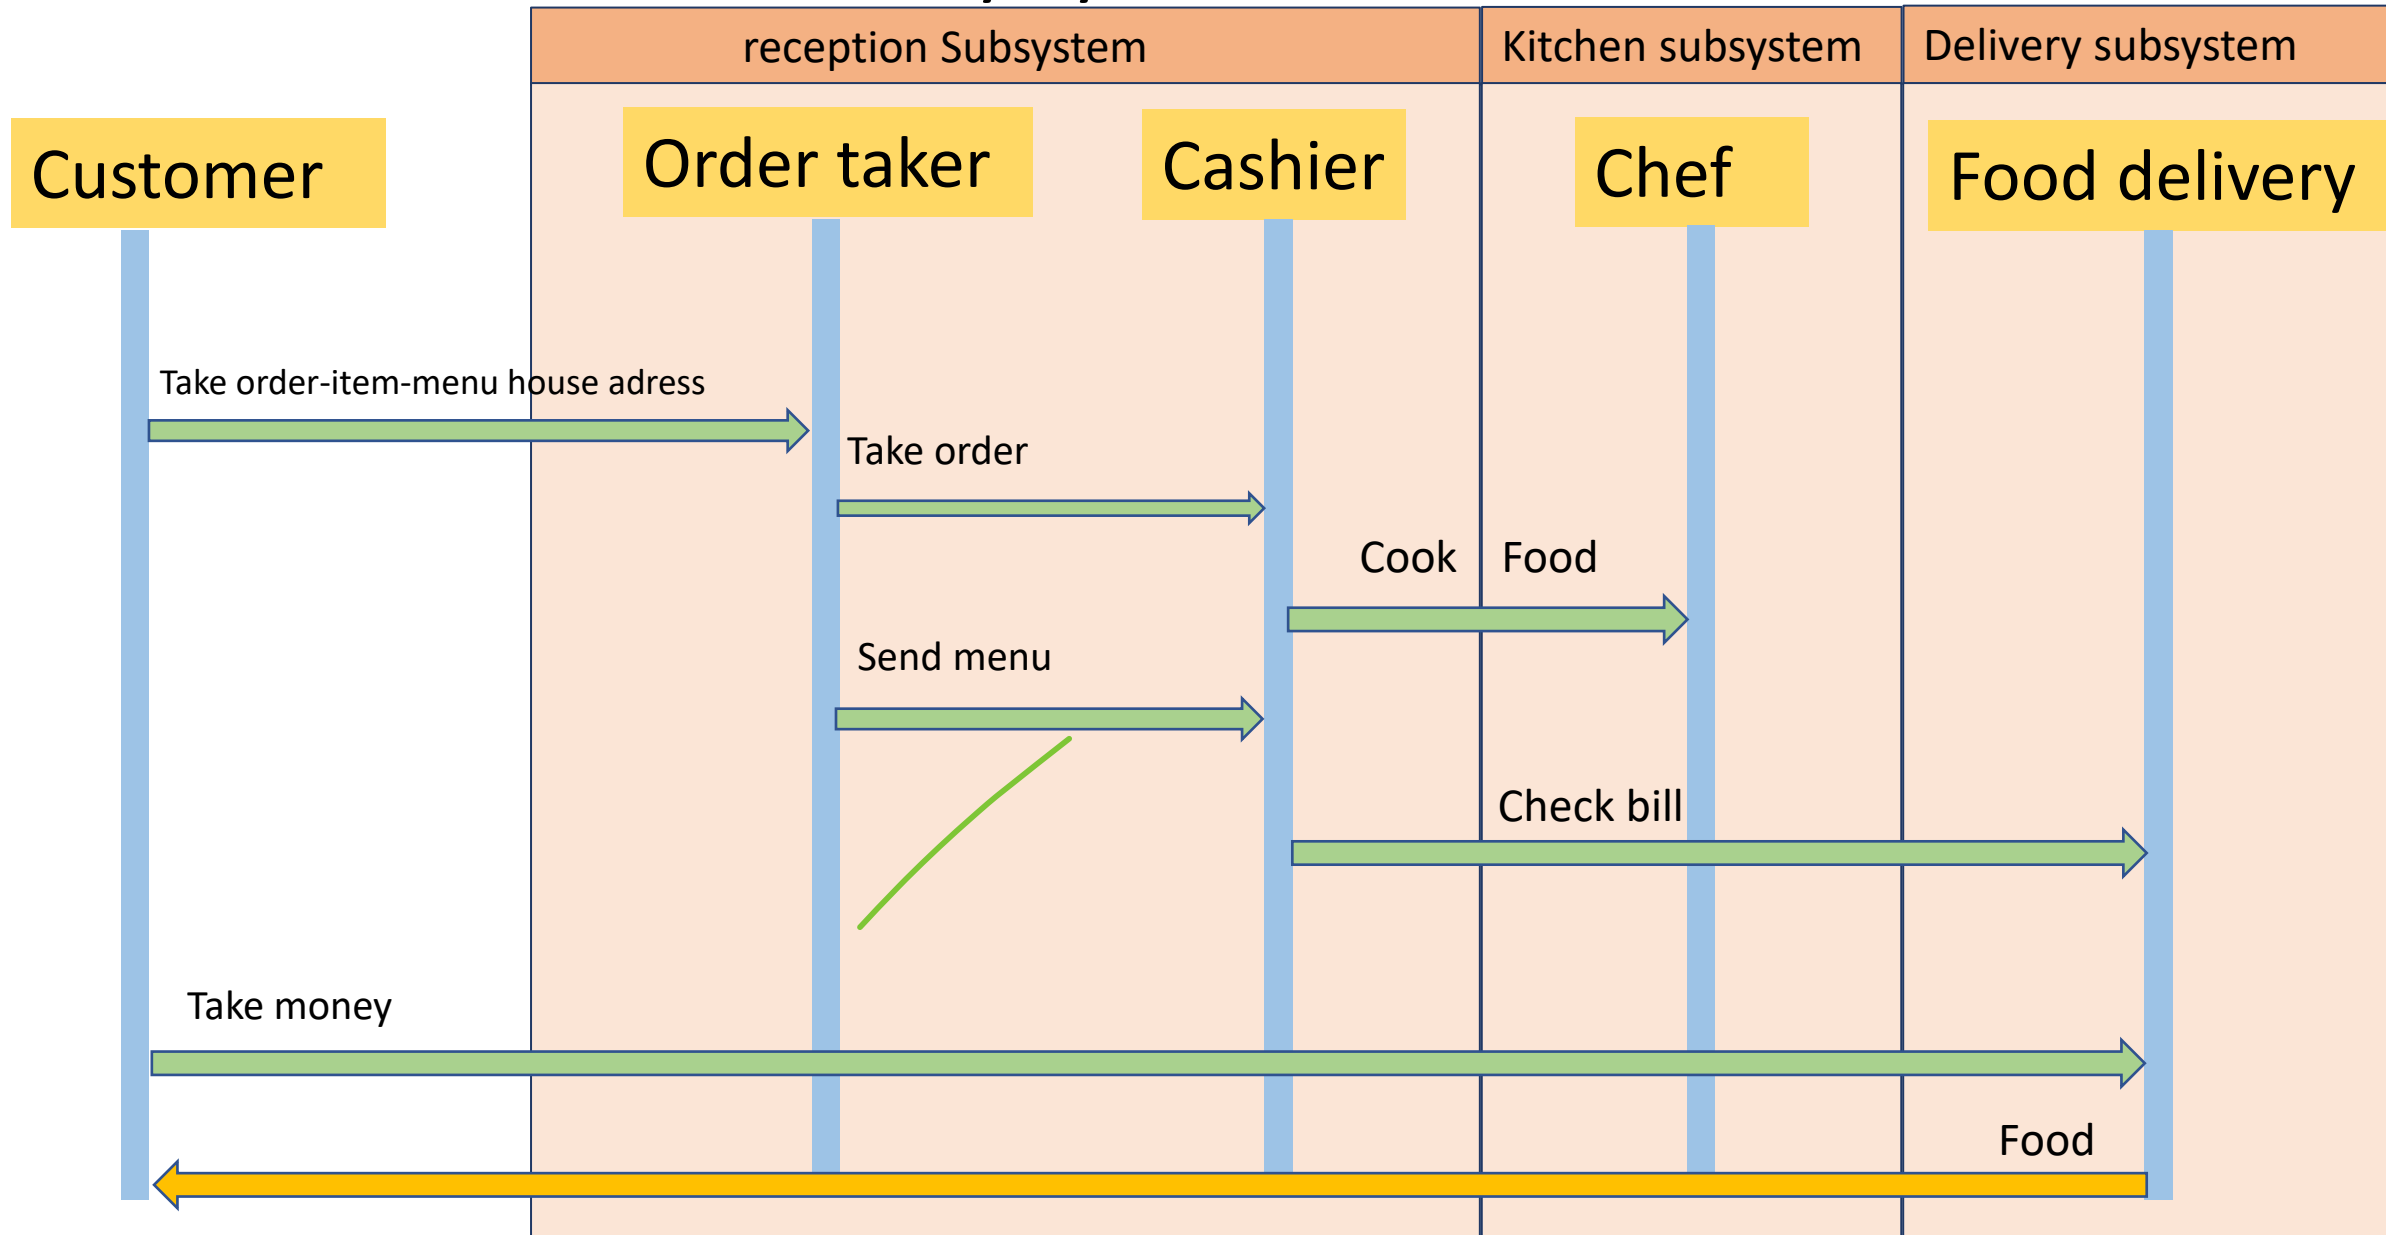 reception Subsystem
Kitchen subsystem
Delivery subsystem
Customer
Order taker
Cashier
Chef
Food delivery
Take order-item-menu house adress
Take order
Cook Food
Send menu
Check bill
Take money
Food